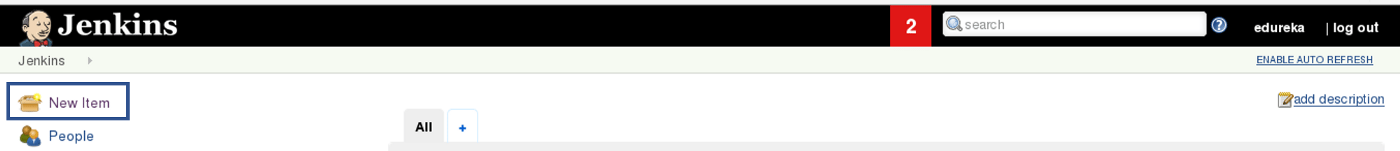 Jenkins
2
search
?
edureka | log out
Jenkins
ENABLE AUTO REFRESH
New Item
add description
People
All
+